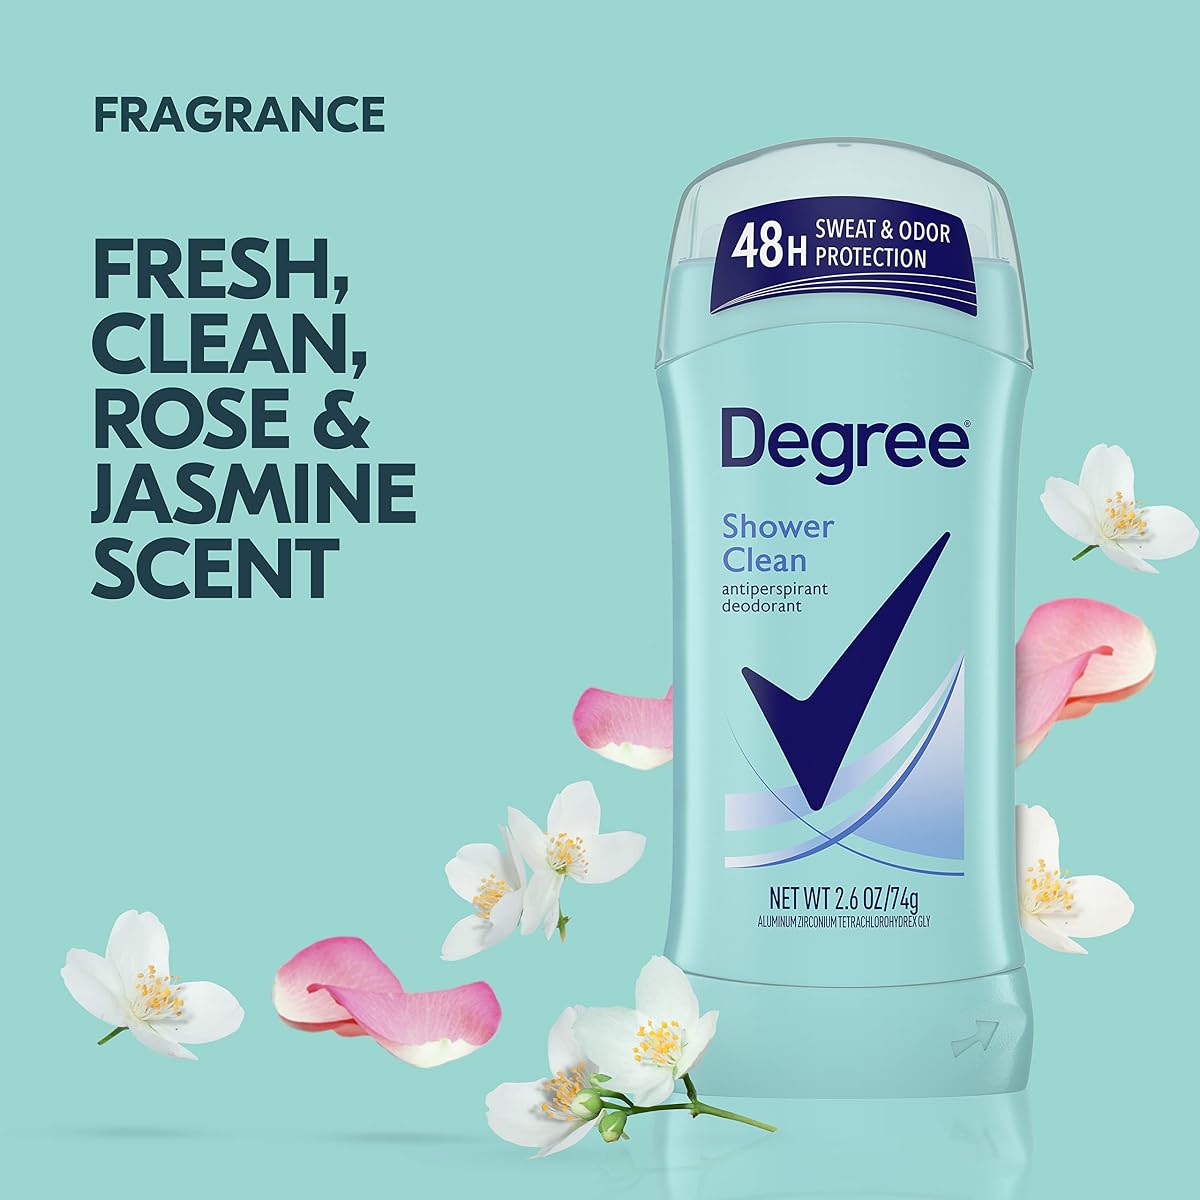 FRAGRANCE
FRESH,
CLEAN,
ROSE &
JASMINE
SCENT
48H SWEAT & ODOR
PROTECTION
Degree®
Shower
Clean
antiperspirant
deodorant
NET WT 2.6 OZ/74g
ALUMINUM ZIRCONIUM TETRACHLOROHYDREX GLY